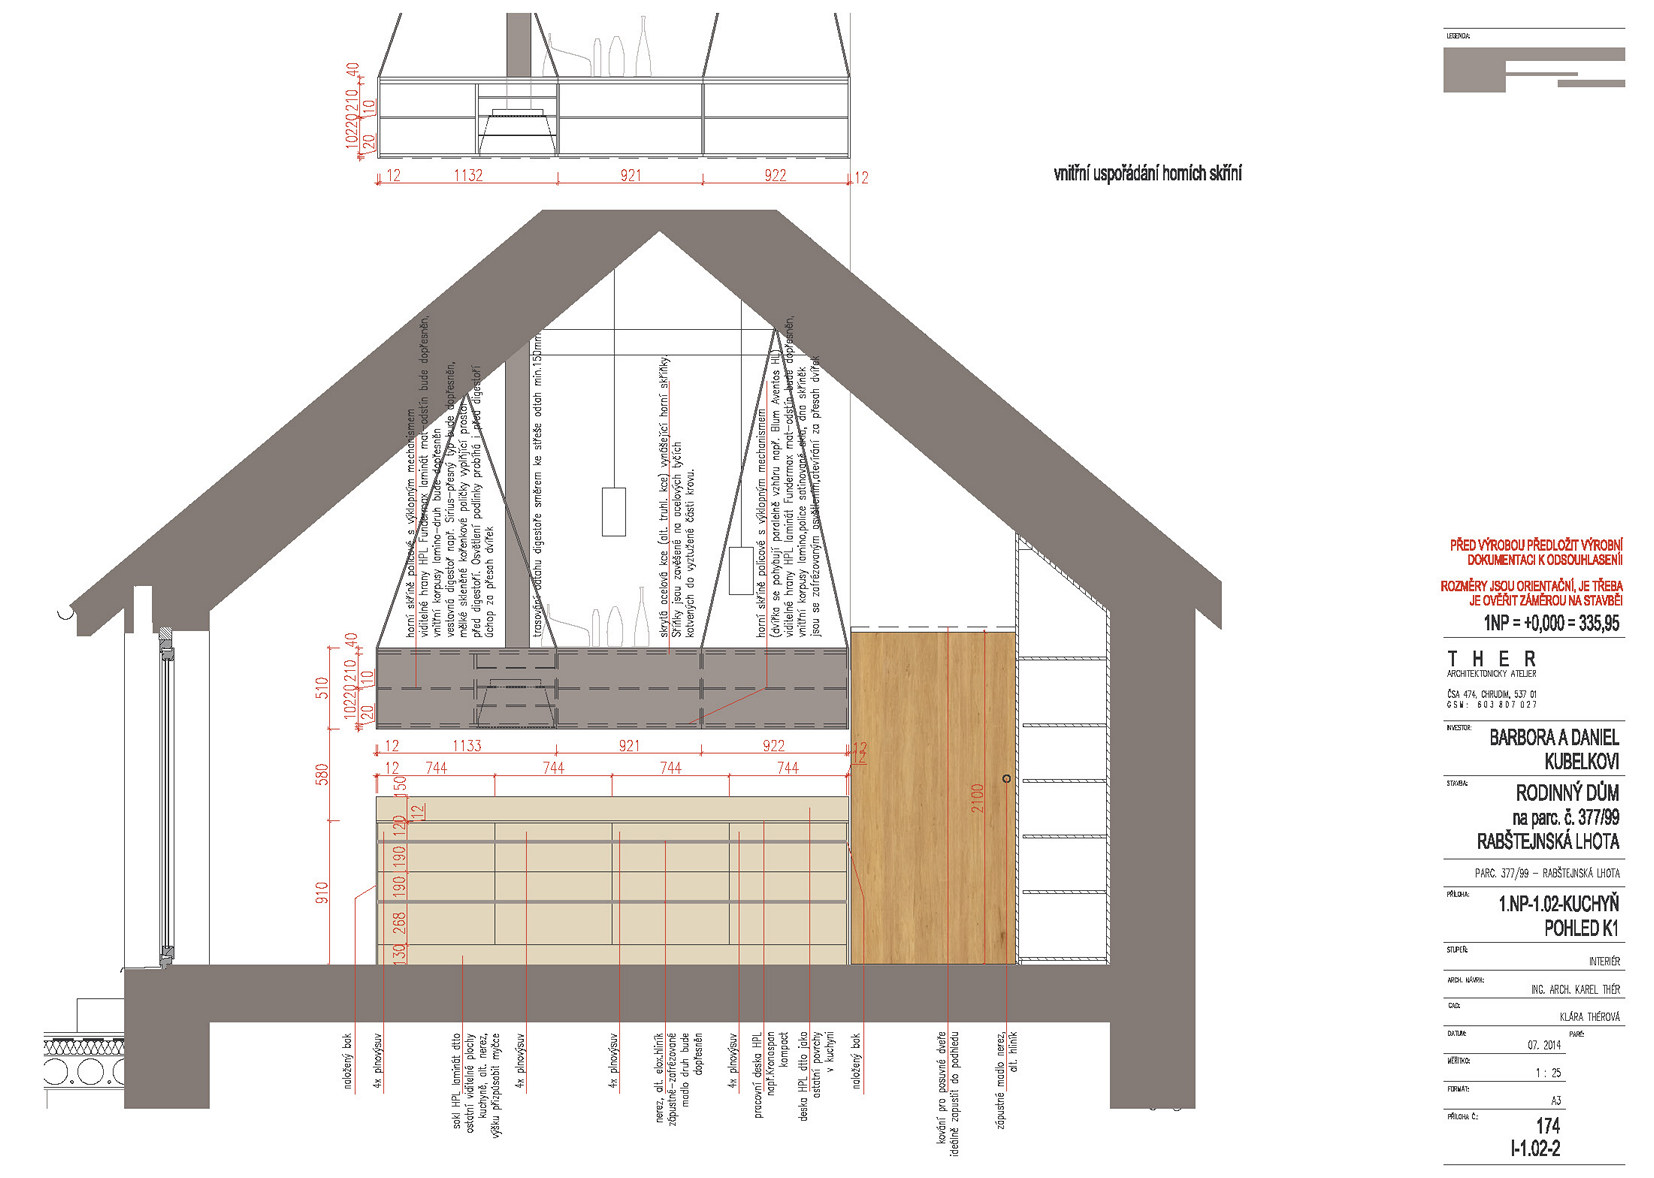 40
210
10
10220
20
12 1132 921 922 12
vnitřní uspořádání horních skříní
LEGENDA:
horní skříně policové s výklopným mechanismem
viditelné hrany HPL Fundermax laminát mat-odstín bude dopřesněn,
vnitřní korpusy lamino-druh bude dopřesněn
vestavná digestoř např. Sirius-přesný typ bude dopřesněn,
mělké skleněné kořenkové poličky vyplňující prostor
před digestoří. Osvětlení podlinky probíhá i před digestoří
úchop za přesah dvířek
trasování odtahu digestoře směrem ke střeše odtah min.150mm
skrytá ocelová kce (alt. truhl. kce) vynášející horní skříňky.
Sříňky jsou zavěšené na ocelových tyčích
kotvených do vyztužené části krovu.
horní skříně policové s výklopným mechanismem
(dvířka se pohybují paralelně vzhůru např. Blum Aventos HL)
viditelné hrany HPL laminát Fundermax mat-odstín bude dopřesněn,
vnitřní korpusy lamino,police satinované sklo, dna skříněk
jsou se zafrézovaným osvětlením,otevírání za přesah dvířek
40
210
10
510
10220
20
12 1133 921 922 12
12 744 744 744 744 12
580
150
12
120
190
190
268
130
910
2100
naložený bok
4x plnovýsuv
sokl HPL laminát dtto
ostatní viditelné plochy
kuchyně, alt. nerez,
výšku přizpůsobit myčce
4x plnovýsuv
4x plnovýsuv
nerez, alt. elox.hliník
zápustné-zafrézované
madlo druh bude
dopřesněn
4x plnovýsuv
pracovní deska HPL
např.Kronospan
kompact
deska HPL dtto jako
ostatní povrchy
v kuchyni
naložený bok
kování pro posuvné dveře
ideálně zapustit do podhledu
zápustné madlo nerez,
alt. hliník
PŘED VÝROBOU PŘEDLOŽIT VÝROBNÍ
DOKUMENTACI K ODSOUHLASENÍ!
ROZMĚRY JSOU ORIENTAČNÍ, JE TŘEBA
JE OVĚŘIT ZÁMĚROU NA STAVBĚ!
1NP = +0,000 = 335,95
THER
ARCHITEKTONICKÝ ATELIER
ČSA 474, CHRUDIM, 537 01
GSM: 603 807 027
INVESTOR:
BARBORA A DANIEL
KUBELKOVI
STAVBA:
RODINNÝ DŮM
na parc. č. 377/99
RABŠTEJNSKÁ LHOTA
PARC. 377/99 – RABŠTEJNSKÁ LHOTA
PŘÍLOHA:
1.NP-1.02-KUCHYŇ
POHLED K1
STUPEŇ:
INTERIÉR
ARCH. NÁVRH:
ING. ARCH. KAREL THÉR
CAD:
KLÁRA THÉROVÁ
DATUM: PARÉ:
07. 2014
MĚŘÍTKO:
1 : 25
FORMÁT:
A3
PŘÍLOHA Č.:
174
I-1.02-2